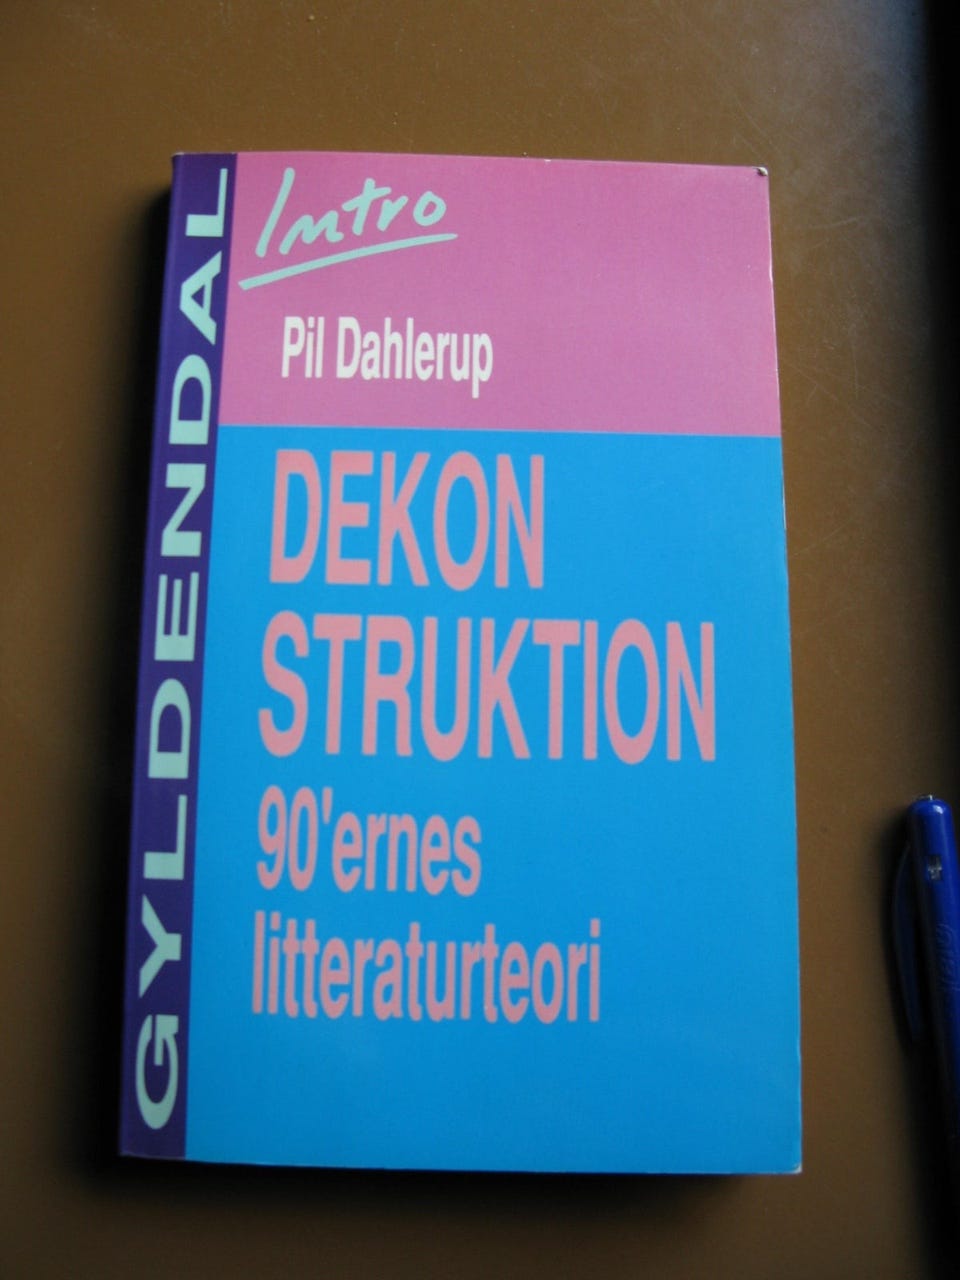 GYLDENDAL
Intro
Pil Dahlerup
DEKON
STRUKTION
90'ernes
litteraturteori